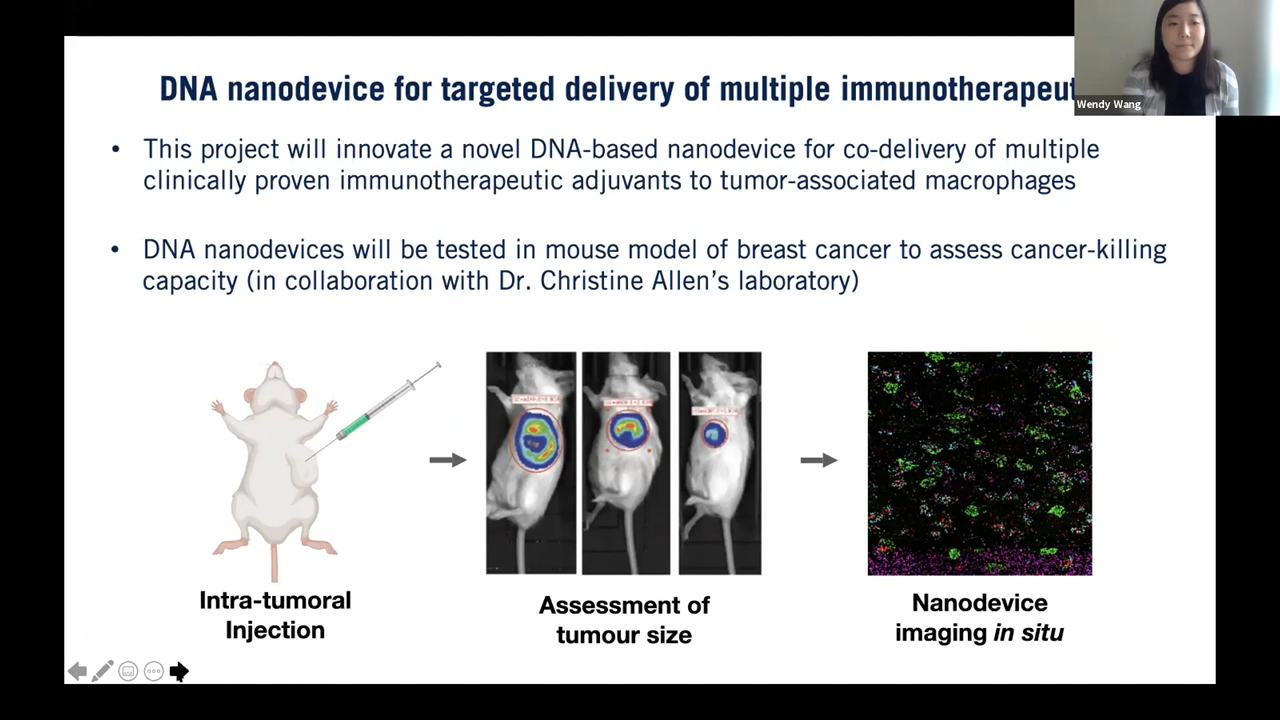 DNA nanodevice for targeted delivery of multiple immunotherapeut
Wendy Wang
• This project will innovate a novel DNA-based nanodevice for co-delivery of multiple
clinically proven immunotherapeutic adjuvants to tumor-associated macrophages
• DNA nanodevices will be tested in mouse model of breast cancer to assess cancer-killing
capacity (in collaboration with Dr. Christine Allen's laboratory)
Intra-tumoral
Injection
Assessment of
tumour size
Nanodevice
imaging in situ